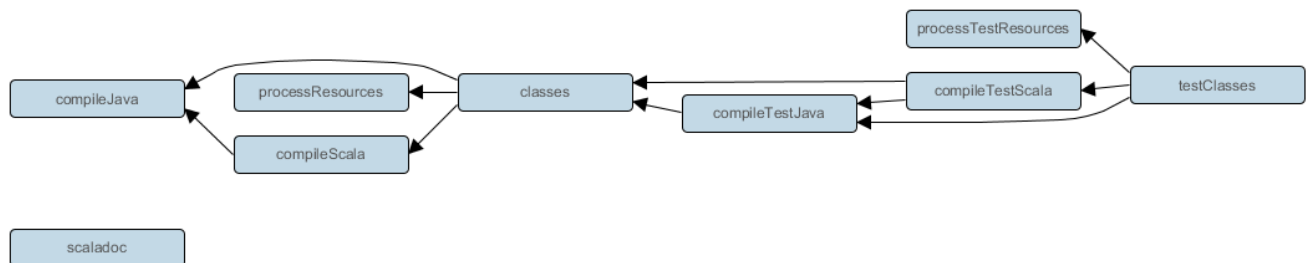 processTestResources
compileJava
processResources
classes
compileTestScala
testClasses
compileTestJava
compileScala
scaladoc